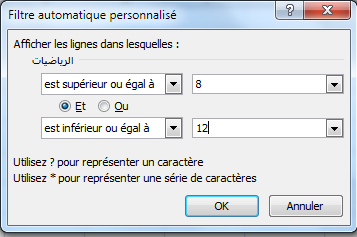 Filtre automatique personnalisé
Afficher les lignes dans lesquelles :
الرياضيات
est supérieur ou égal à 8
Et Ou
est inférieur ou égal à 12
Utilisez ? pour représenter un caractère
Utilisez * pour représenter une série de caractères
OK Annuler